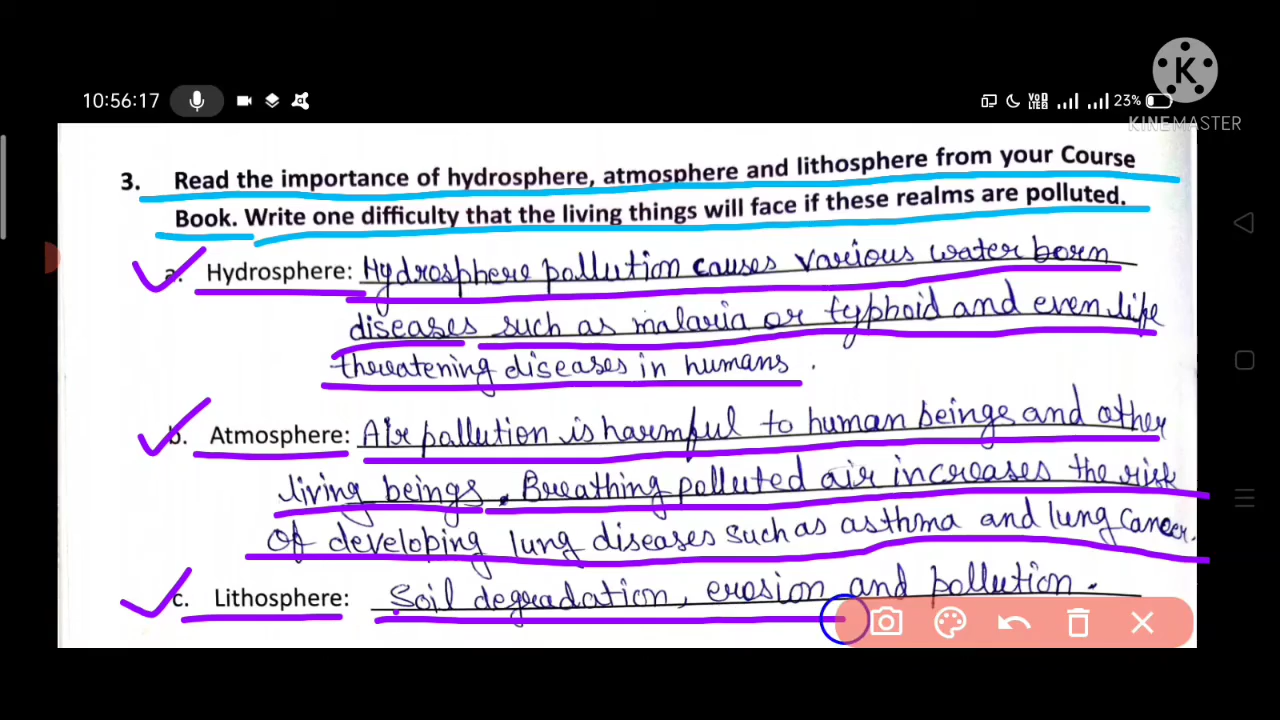 10:56:17
VoD LTE2 23%
KINEMASTER
3. Read the importance of hydrosphere, atmosphere and lithosphere from your Course
Book. Write one difficulty that the living things will face if these realms are polluted.
a. Hydrosphere: Hydrosphere pollution causes various water born
diseases such as malaria or typhoid and even life
threatening diseases in humans.
b. Atmosphere: Air pollution is harmful to human beings and other
living beings. Breathing polluted air increases the risk
of developing lung diseases such as asthma and lung cancer.
c. Lithosphere: Soil degradation, erosion and pollution.